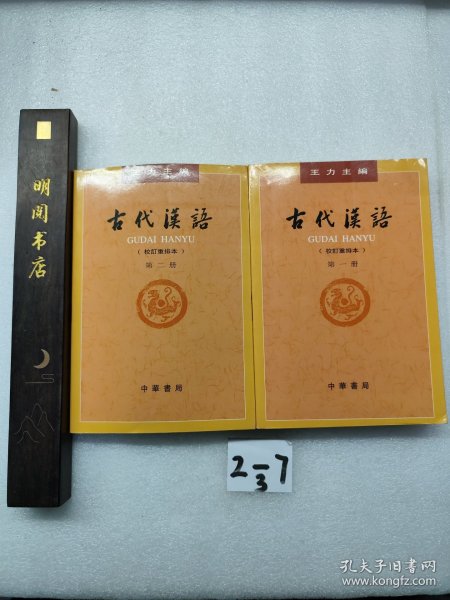 明阅书店
王力主編
古代漢語
GUDAI HANYU
（校訂重排本）
第二册
中華書局
王力主編
古代漢語
GUDAI HANYU
（校訂重排本）
第一册
中華書局
2-3 7
孔夫子旧书网
www.kongfz.com